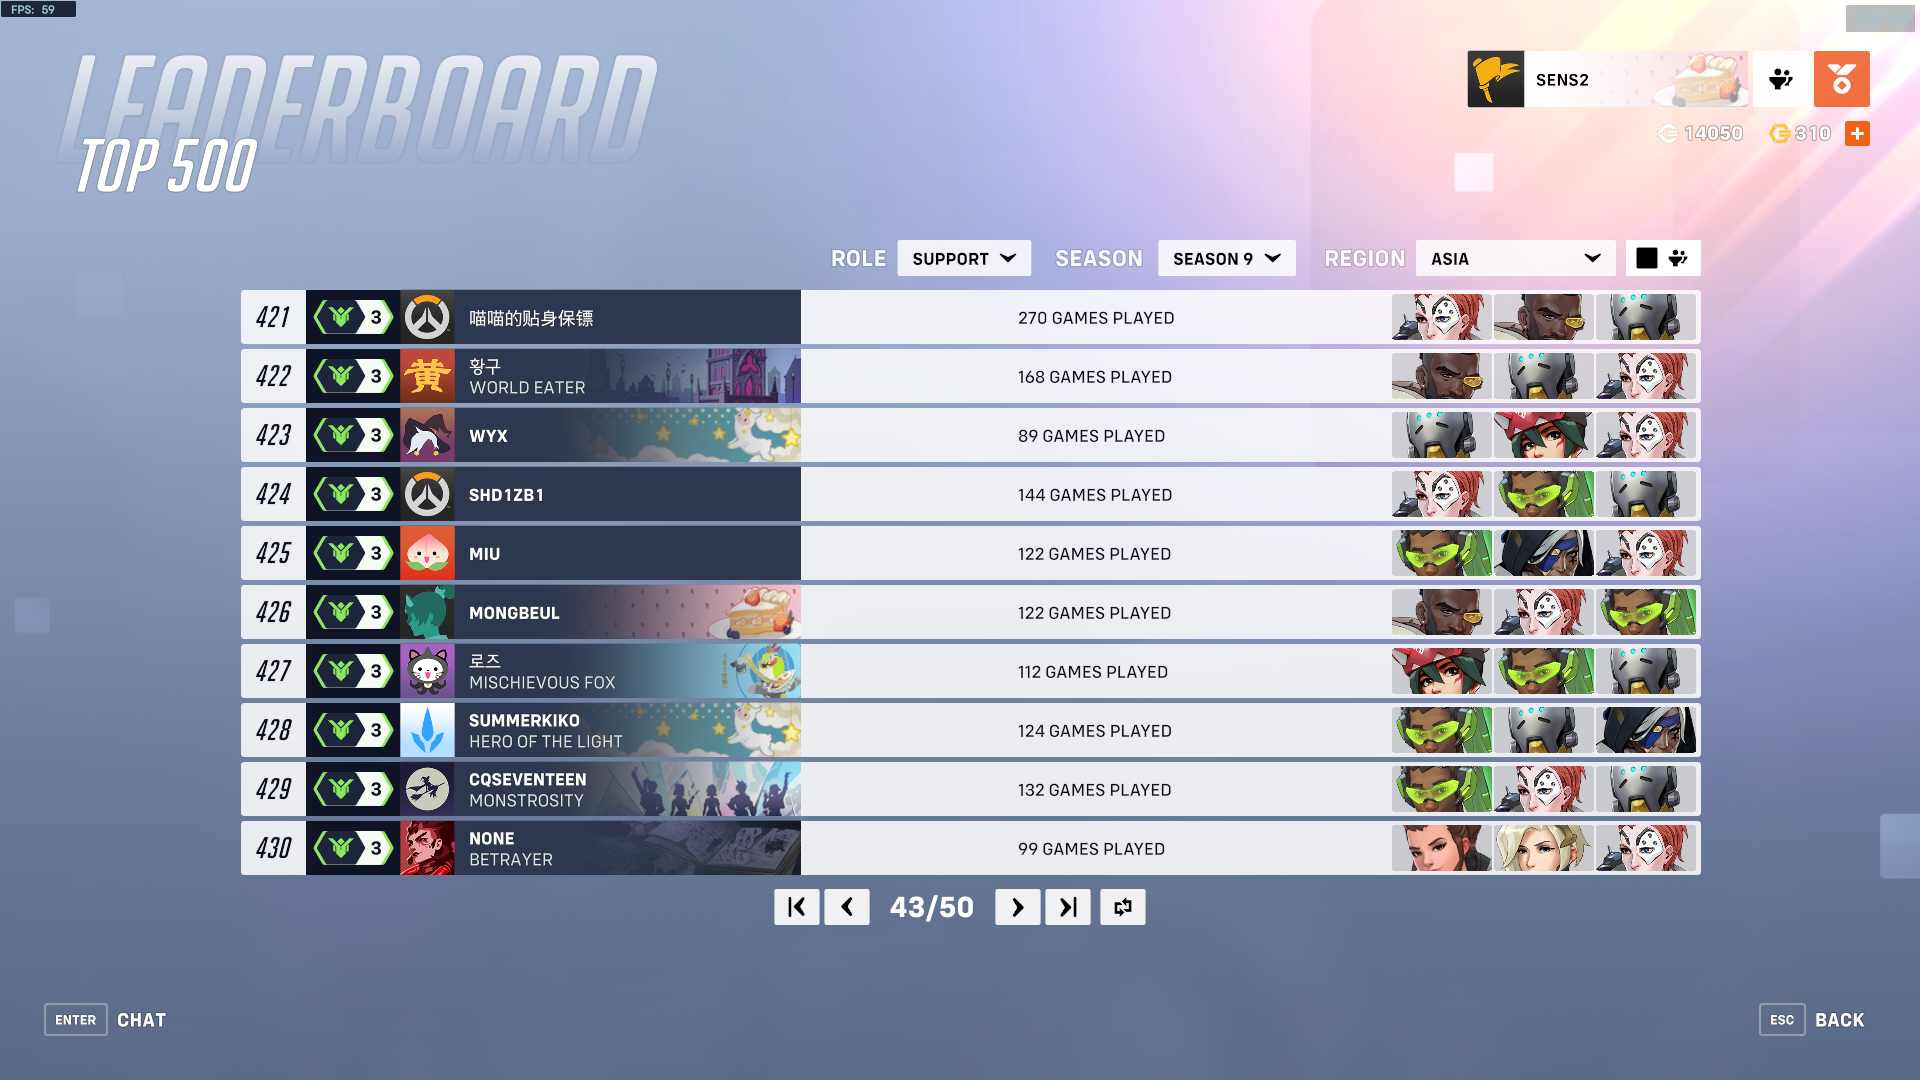 FPS: 59
LEADERBOARD
TOP 500
SENS2
14050
310
ROLE SUPPORT SEASON SEASON 9 REGION ASIA
421 3 喵喵的贴身保镖 270 GAMES PLAYED
422 3 황구 168 GAMES PLAYED
WORLD EATER
423 3 WYX 89 GAMES PLAYED
424 3 SHD1ZB1 144 GAMES PLAYED
425 3 MIU 122 GAMES PLAYED
426 3 MONGBEUL 122 GAMES PLAYED
427 3 로즈 112 GAMES PLAYED
MISCHIEVOUS FOX
428 3 SUMMERKIKO 124 GAMES PLAYED
HERO OF THE LIGHT
429 3 CQSEVENTEEN 132 GAMES PLAYED
MONSTROSITY
430 3 NONE 99 GAMES PLAYED
BETRAYER
43/50
ENTER CHAT
ESC BACK